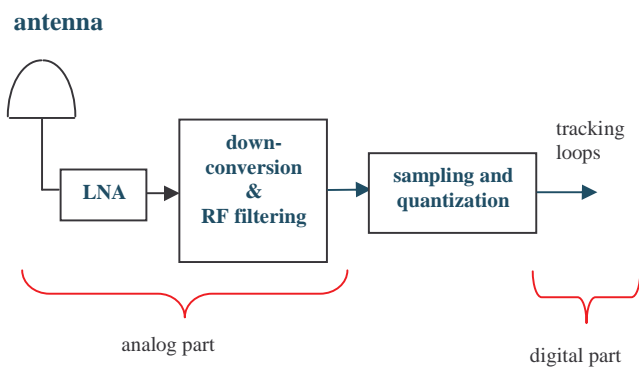 antenna
LNA
down-
conversion
&
RF filtering
sampling and
quantization
tracking
loops
analog part
digital part